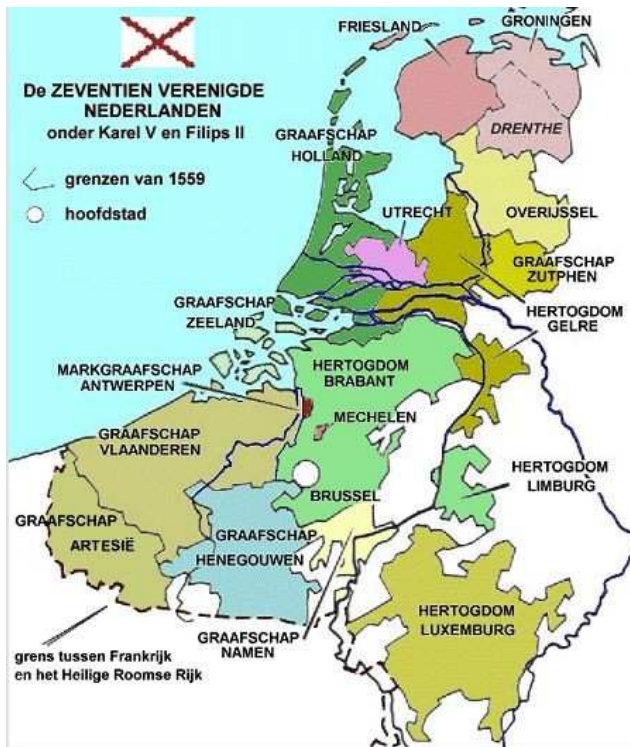 De ZEVENTIEN VERENIGDE
NEDERLANDEN
onder Karel V en Filips II
grenzen van 1559
hoofdstad
FRIESLAND
GRONINGEN
DRENTHE
GRAAFSCHAP
HOLLAND
UTRECHT
OVERIJSSEL
GRAAFSCHAP
ZUTPHEN
GRAAFSCHAP
ZEELAND
HERTOGDOM
GELRE
MARKGRAAFSCHAP
ANTWERPEN
HERTOGDOM
BRABANT
MECHELEN
GRAAFSCHAP
VLAANDEREN
HERTOGDOM
LIMBURG
BRUSSEL
GRAAFSCHAP
ARTESIË
GRAAFSCHAP
HENEGOUWEN
HERTOGDOM
LUXEMBURG
GRAAFSCHAP
NAMEN
grens tussen Frankrijk
en het Heilige Roomse Rijk